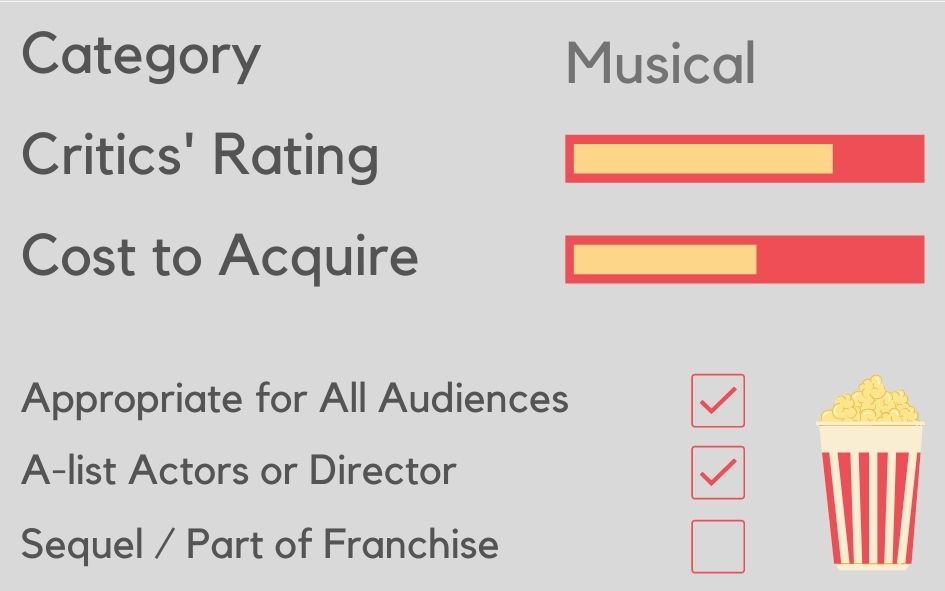 Category
Musical
Critics' Rating
Cost to Acquire
Appropriate for All Audiences
A-list Actors or Director
Sequel / Part of Franchise